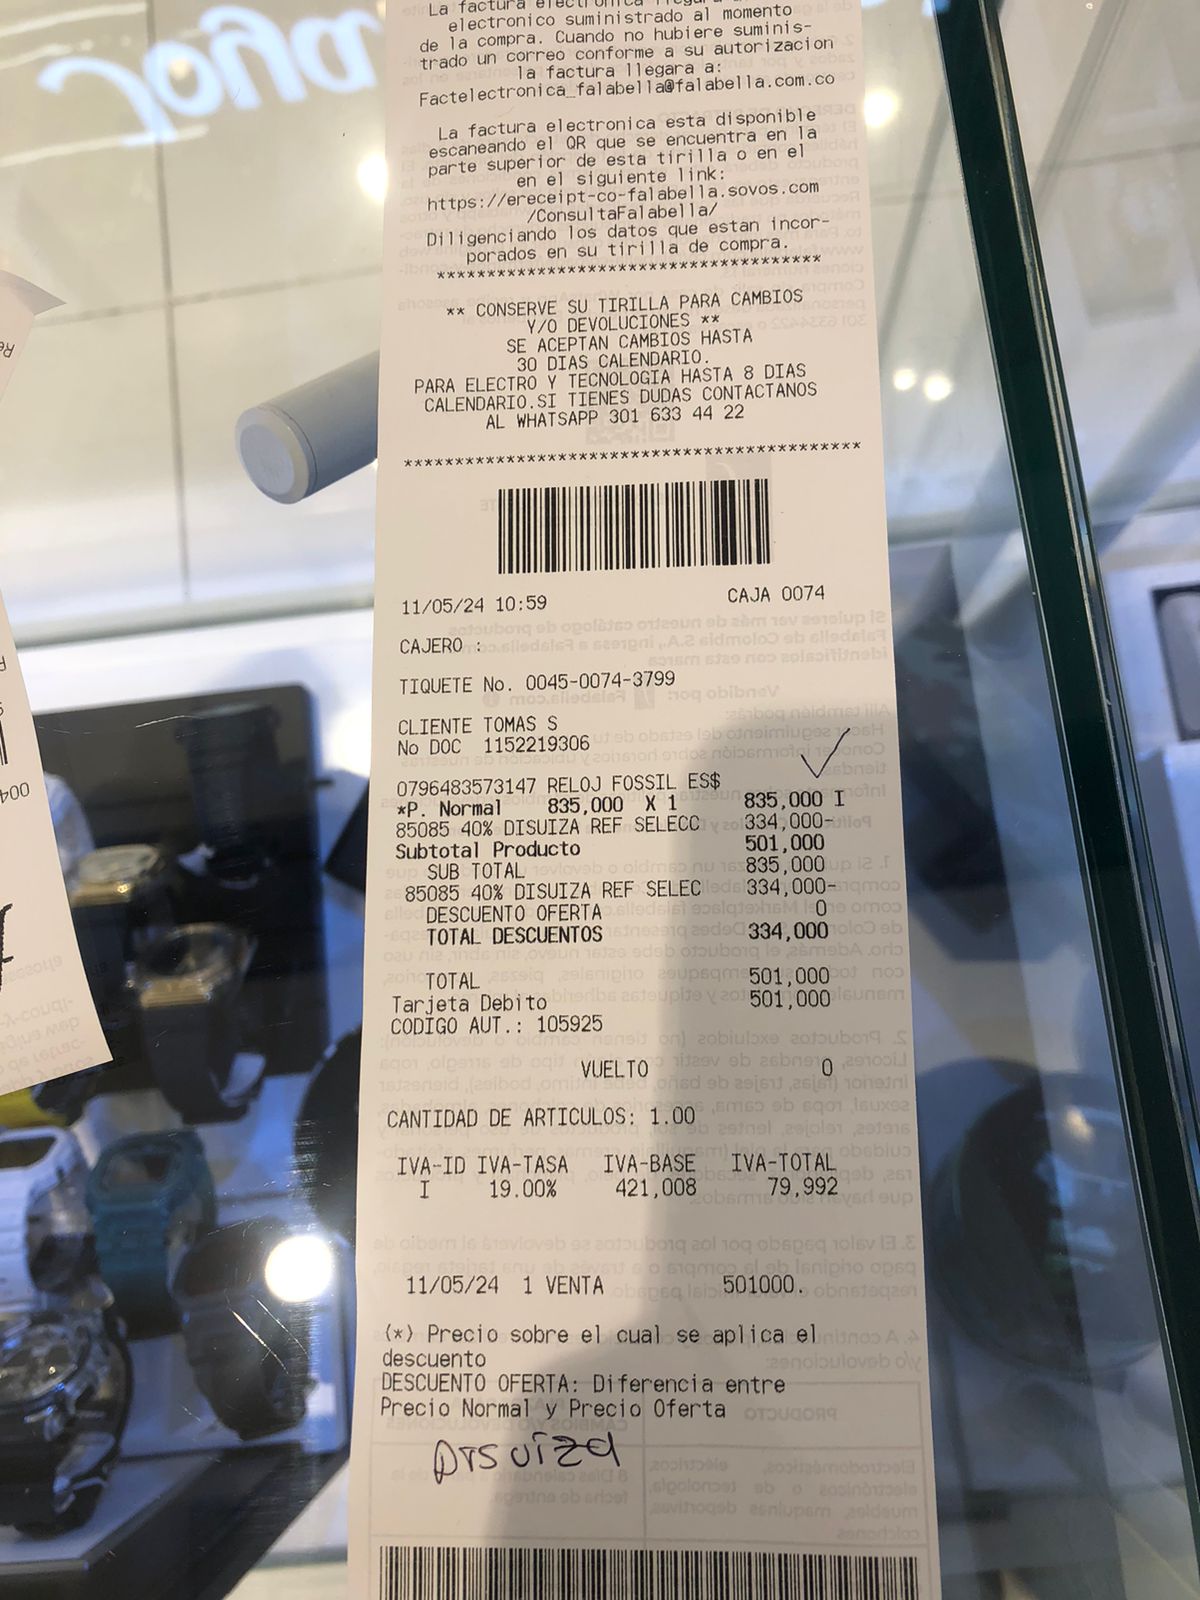 La factura electronica llegara al
electronico suministrado al momento
de la compra. Cuando no hubiere suminis-
trado un correo conforme a su autorizacion
la factura llegara a:
Factelectronica_falabella@falabella.com.co
La factura electronica esta disponible
escaneando el QR que se encuentra en la
parte superior de esta tirilla o en el
en el siguiente link:
https://ereceipt-co-falabella.sovos.com
/ConsultaFalabella/
Diligenciando los datos que estan incor-
porados en su tirilla de compra.
*************************************
** CONSERVE SU TIRILLA PARA CAMBIOS
Y/O DEVOLUCIONES **
SE ACEPTAN CAMBIOS HASTA
30 DIAS CALENDARIO.
PARA ELECTRO Y TECNOLOGIA HASTA 8 DIAS
CALENDARIO.SI TIENES DUDAS CONTACTANOS
AL WHATSAPP 301 633 44 22
********************************************
11/05/24 10:59 CAJA 0074
CAJERO :
TIQUETE No. 0045-0074-3799
CLIENTE TOMAS S
No DOC 1152219306
0796483573147 RELOJ FOSSIL ES$
*P. Normal 835,000 X 1 835,000 I
85085 40% DISUIZA REF SELECC 334,000-
Subtotal Producto 501,000
SUB TOTAL 835,000
85085 40% DISUIZA REF SELEC 334,000-
DESCUENTO OFERTA 0
TOTAL DESCUENTOS 334,000
TOTAL 501,000
Tarjeta Debito 501,000
CODIGO AUT.: 105925
VUELTO 0
CANTIDAD DE ARTICULOS: 1.00
IVA-ID IVA-TASA IVA-BASE IVA-TOTAL
I 19.00% 421,008 79,992
11/05/24 1 VENTA 501000.
(*) Precio sobre el cual se aplica el
descuento
DESCUENTO OFERTA: Diferencia entre
Precio Normal y Precio Oferta
Disuiza